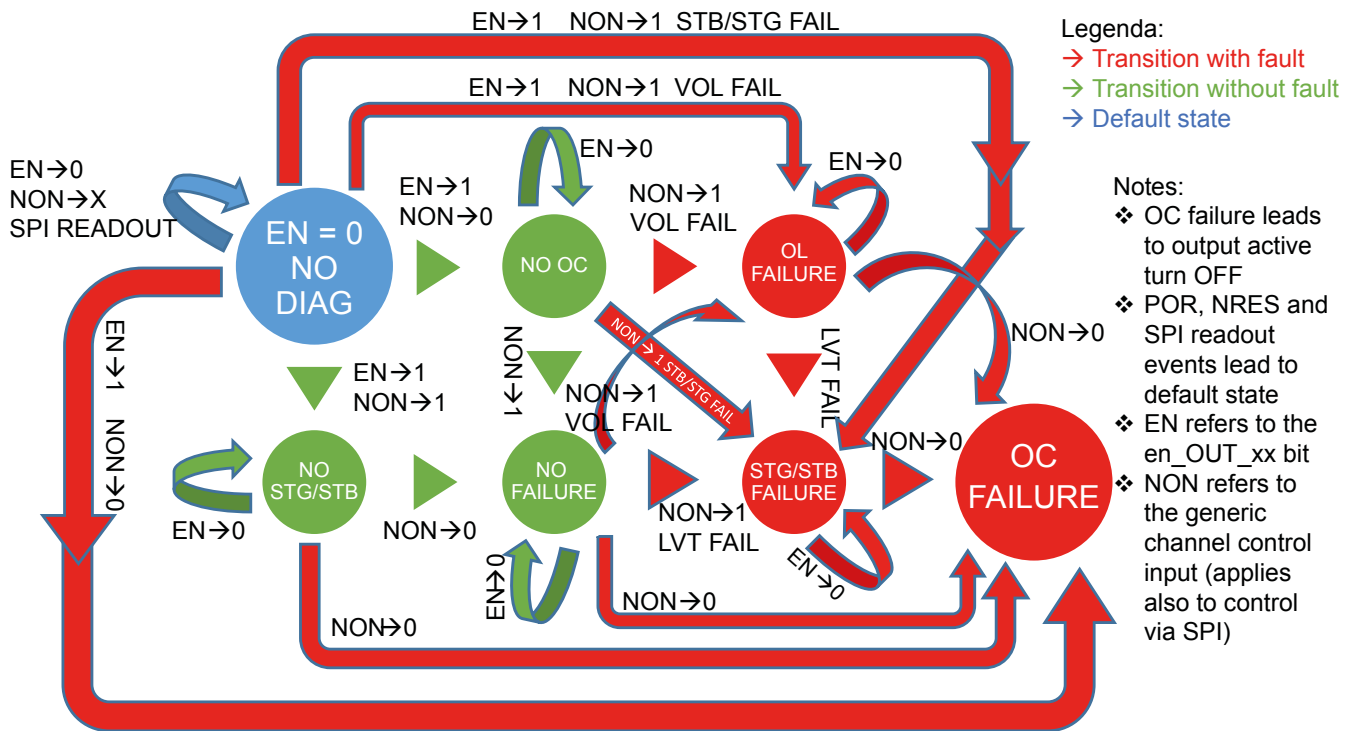 EN→1 NON→1 STB/STG FAIL
EN→1 NON→1 VOL FAIL
Legenda:
→ Transition with fault
→ Transition without fault
→ Default state
EN→0
NON→X
SPI READOUT
EN = 0
NO
DIAG
EN→1
NON→0
EN→0
NO OC
NON→1
VOL FAIL
EN→0
OL
FAILURE
NON→0
EN→1 NON→0
EN→1
NON→1
NON→1
NON → 1 STB/STG FAIL
NON→1
VOL FAIL
LVT FAIL
NO
STG/STB
EN→0
NON→0
NO
FAILURE
EN→0
NON→1
LVT FAIL
STG/STB
FAILURE
EN→0
NON→0
OC
FAILURE
NON→0
NON→0
Notes:
❖ OC failure leads
to output active
turn OFF
❖ POR, NRES and
SPI readout
events lead to
default state
❖ EN refers to the
en_OUT_xx bit
❖ NON refers to
the generic
channel control
input (applies
also to control
via SPI)